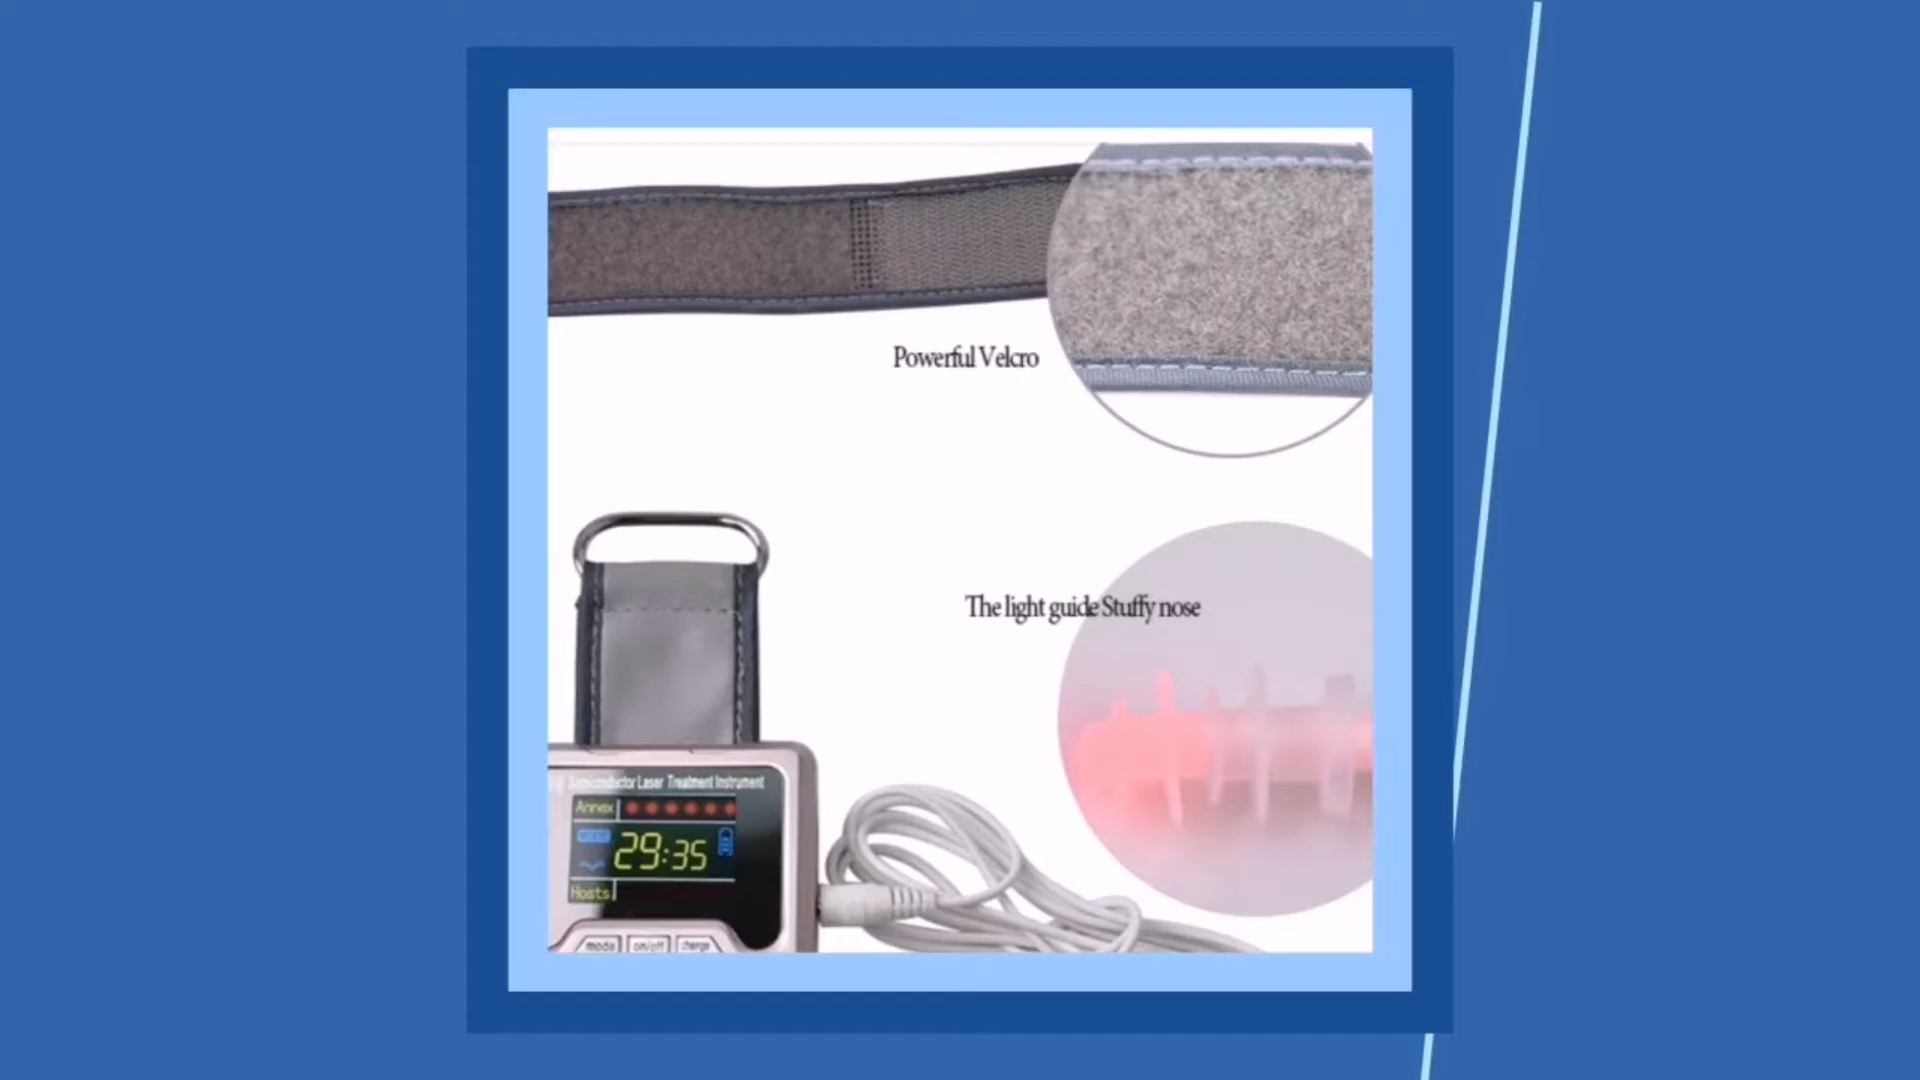 Powerful Velcro
The light guide Stuffy nose
Semiconductor Laser Treatment Instrument
Annex
29:35
Hosts
mode on/off charge